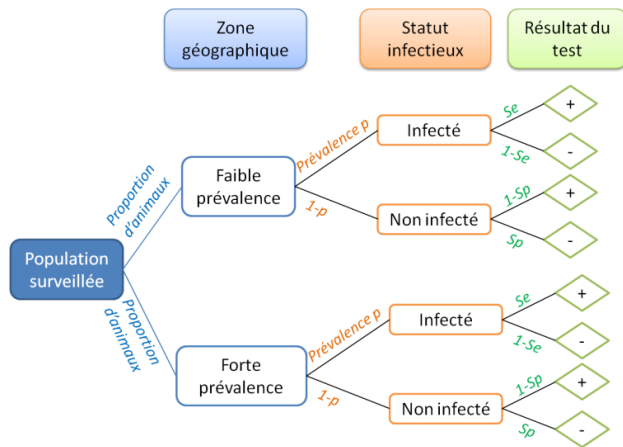 Zone
géographique
Statut
infectieux
Résultat du
test
Proportion
d'animaux
Faible
prévalence
Prévalence p
1-p
Infecté
Se
+
1-Se
-
Non infecté
1-Sp
+
Sp
-
Population
surveillée
Proportion
d'animaux
Forte
prévalence
Prévalence p
1-p
Infecté
Se
+
1-Se
-
Non infecté
1-Sp
+
Sp
-